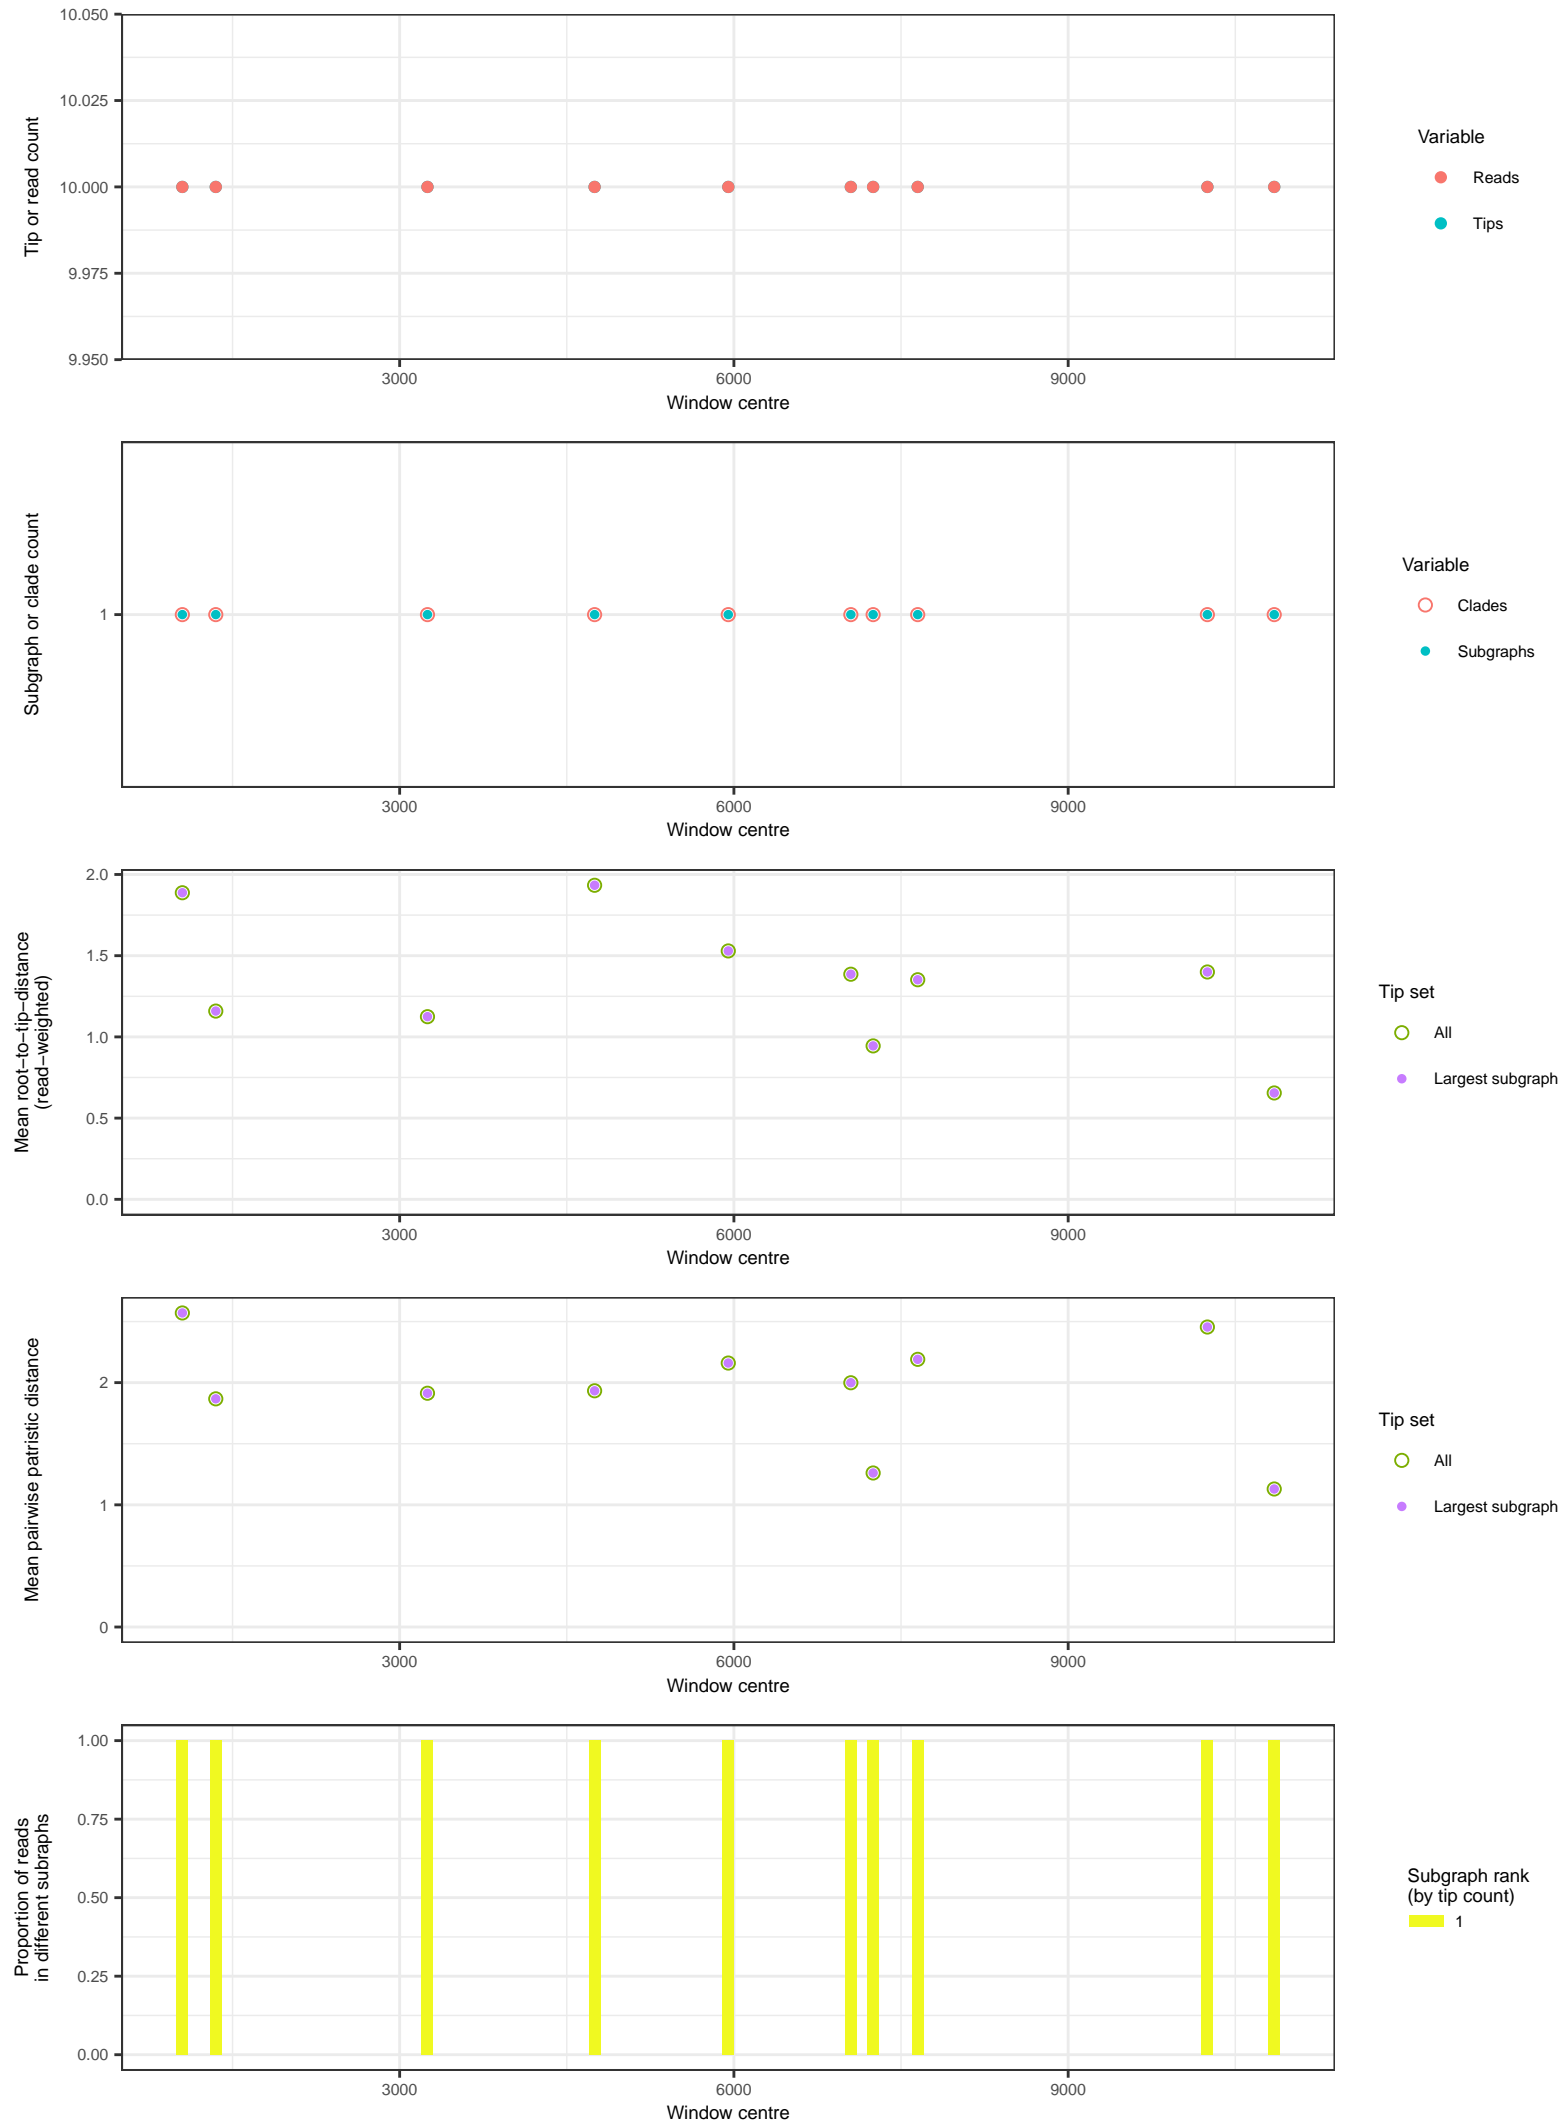 10.050
10.025
10.000
9.975
9.950
Tip or read count
3000 6000 9000
Window centre
Variable
Reads
Tips
1
Subgraph or clade count
3000 6000 9000
Window centre
Variable
Clades
Subgraphs
2.0
1.5
1.0
0.5
0.0
Mean root−to−tip−distance
(read−weighted)
3000 6000 9000
Window centre
Tip set
All
Largest subgraph
2
1
0
Mean pairwise patristic distance
3000 6000 9000
Window centre
Tip set
All
Largest subgraph
1.00
0.75
0.50
0.25
0.00
Proportion of reads
in different subraphs
3000 6000 9000
Window centre
Subgraph rank
(by tip count)
1